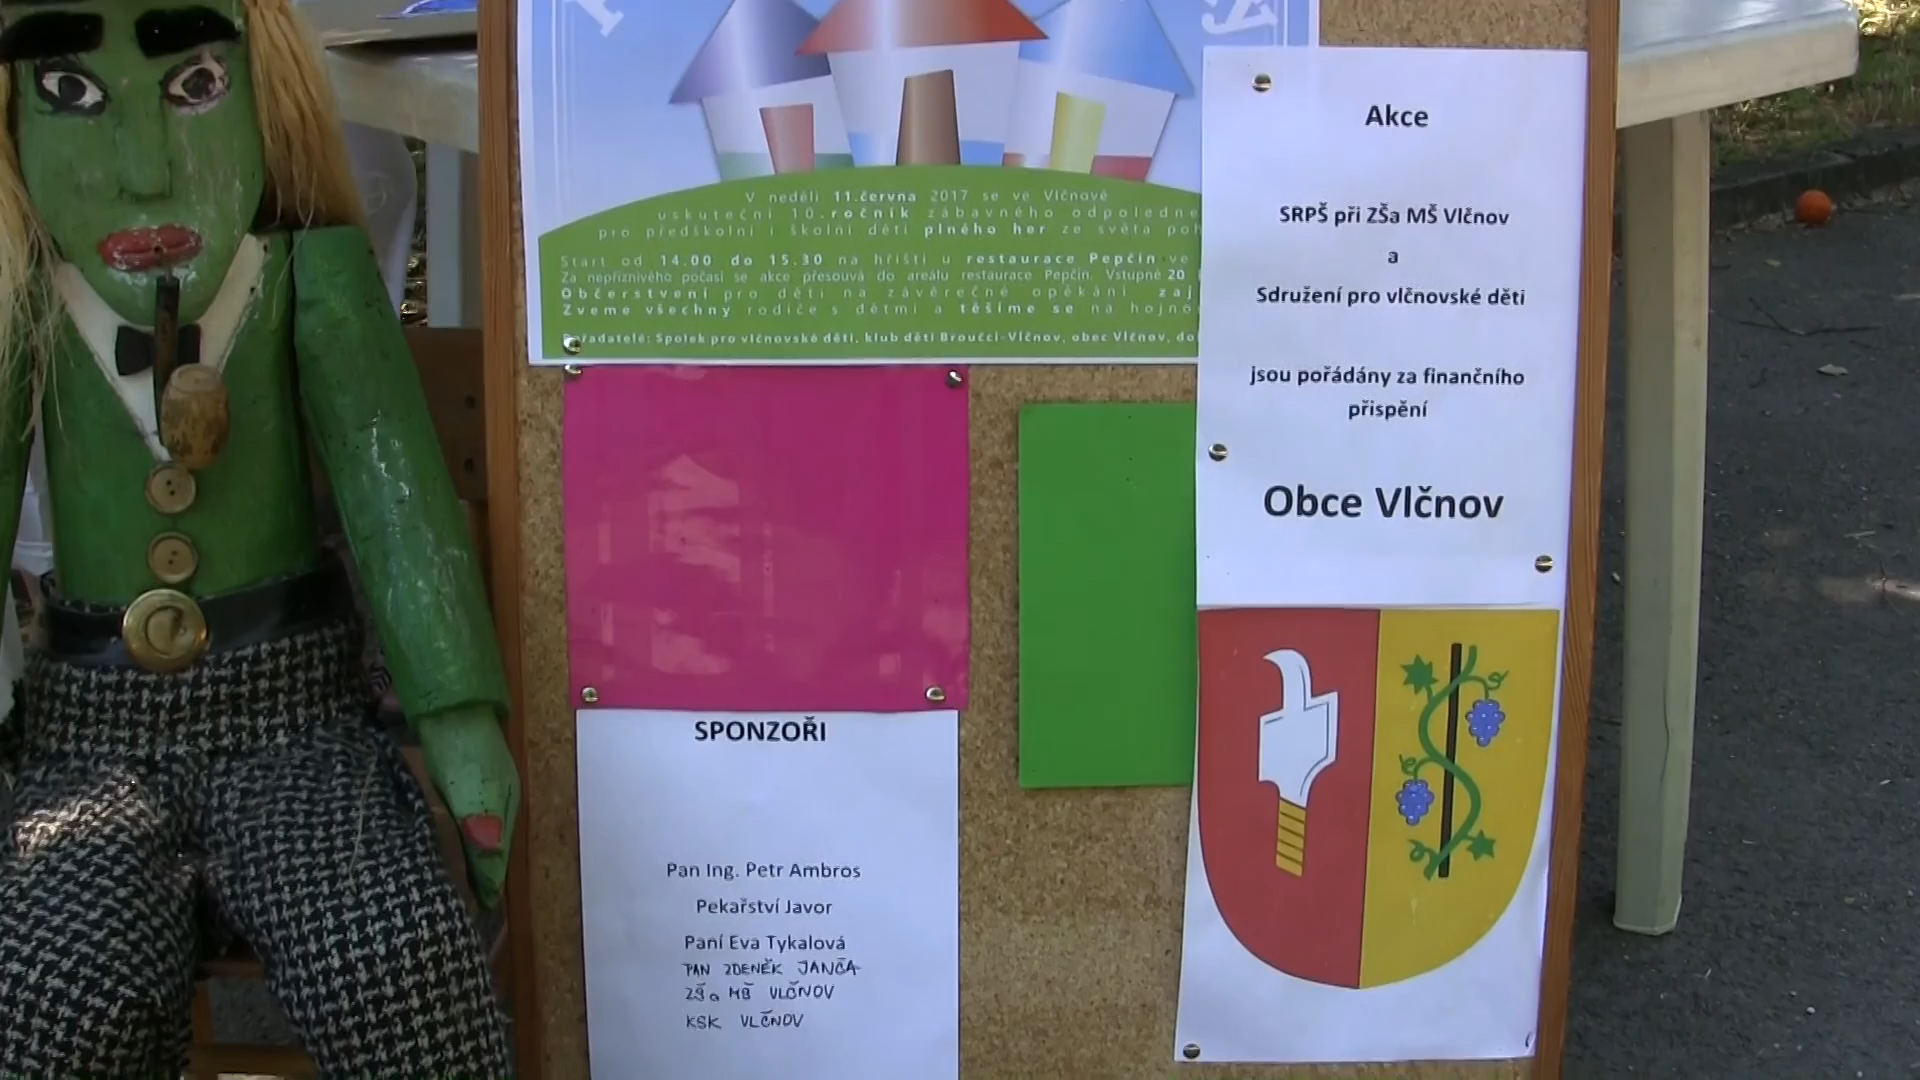 V neděli 11.června 2017 se ve Vlčnově
uskuteční 10.ročník zábavného odpoledne
pro předškolní i školní děti plného her ze světa
Start od 14.00 do 15.30 na hřišti u restaurace Pepčín ve
Za nepříznivého počasí se akce přesouvá do areálu restaurace Pepčín. Vstupné 20
Občerstvení pro děti na závěrečné opékání
Zveme všechny rodiče s dětmi a těšíme se na
Pořadatelé: Spolek pro vlčnovské děti, klub dětí Broučci-Vlčnov, obec Vlčnov,
Akce
SRPŠ při ZŠa MŠ Vlčnov
a
Sdružení pro vlčnovské děti
jsou pořádány za finančního
přispění
Obce Vlčnov
SPONZOŘI
Pan Ing. Petr Ambros
Pekařství Javor
Paní Eva Tykalová
PAN ZDENĚK JANČA
ZŠ a MŠ VLČNOV
KSK VLČNOV